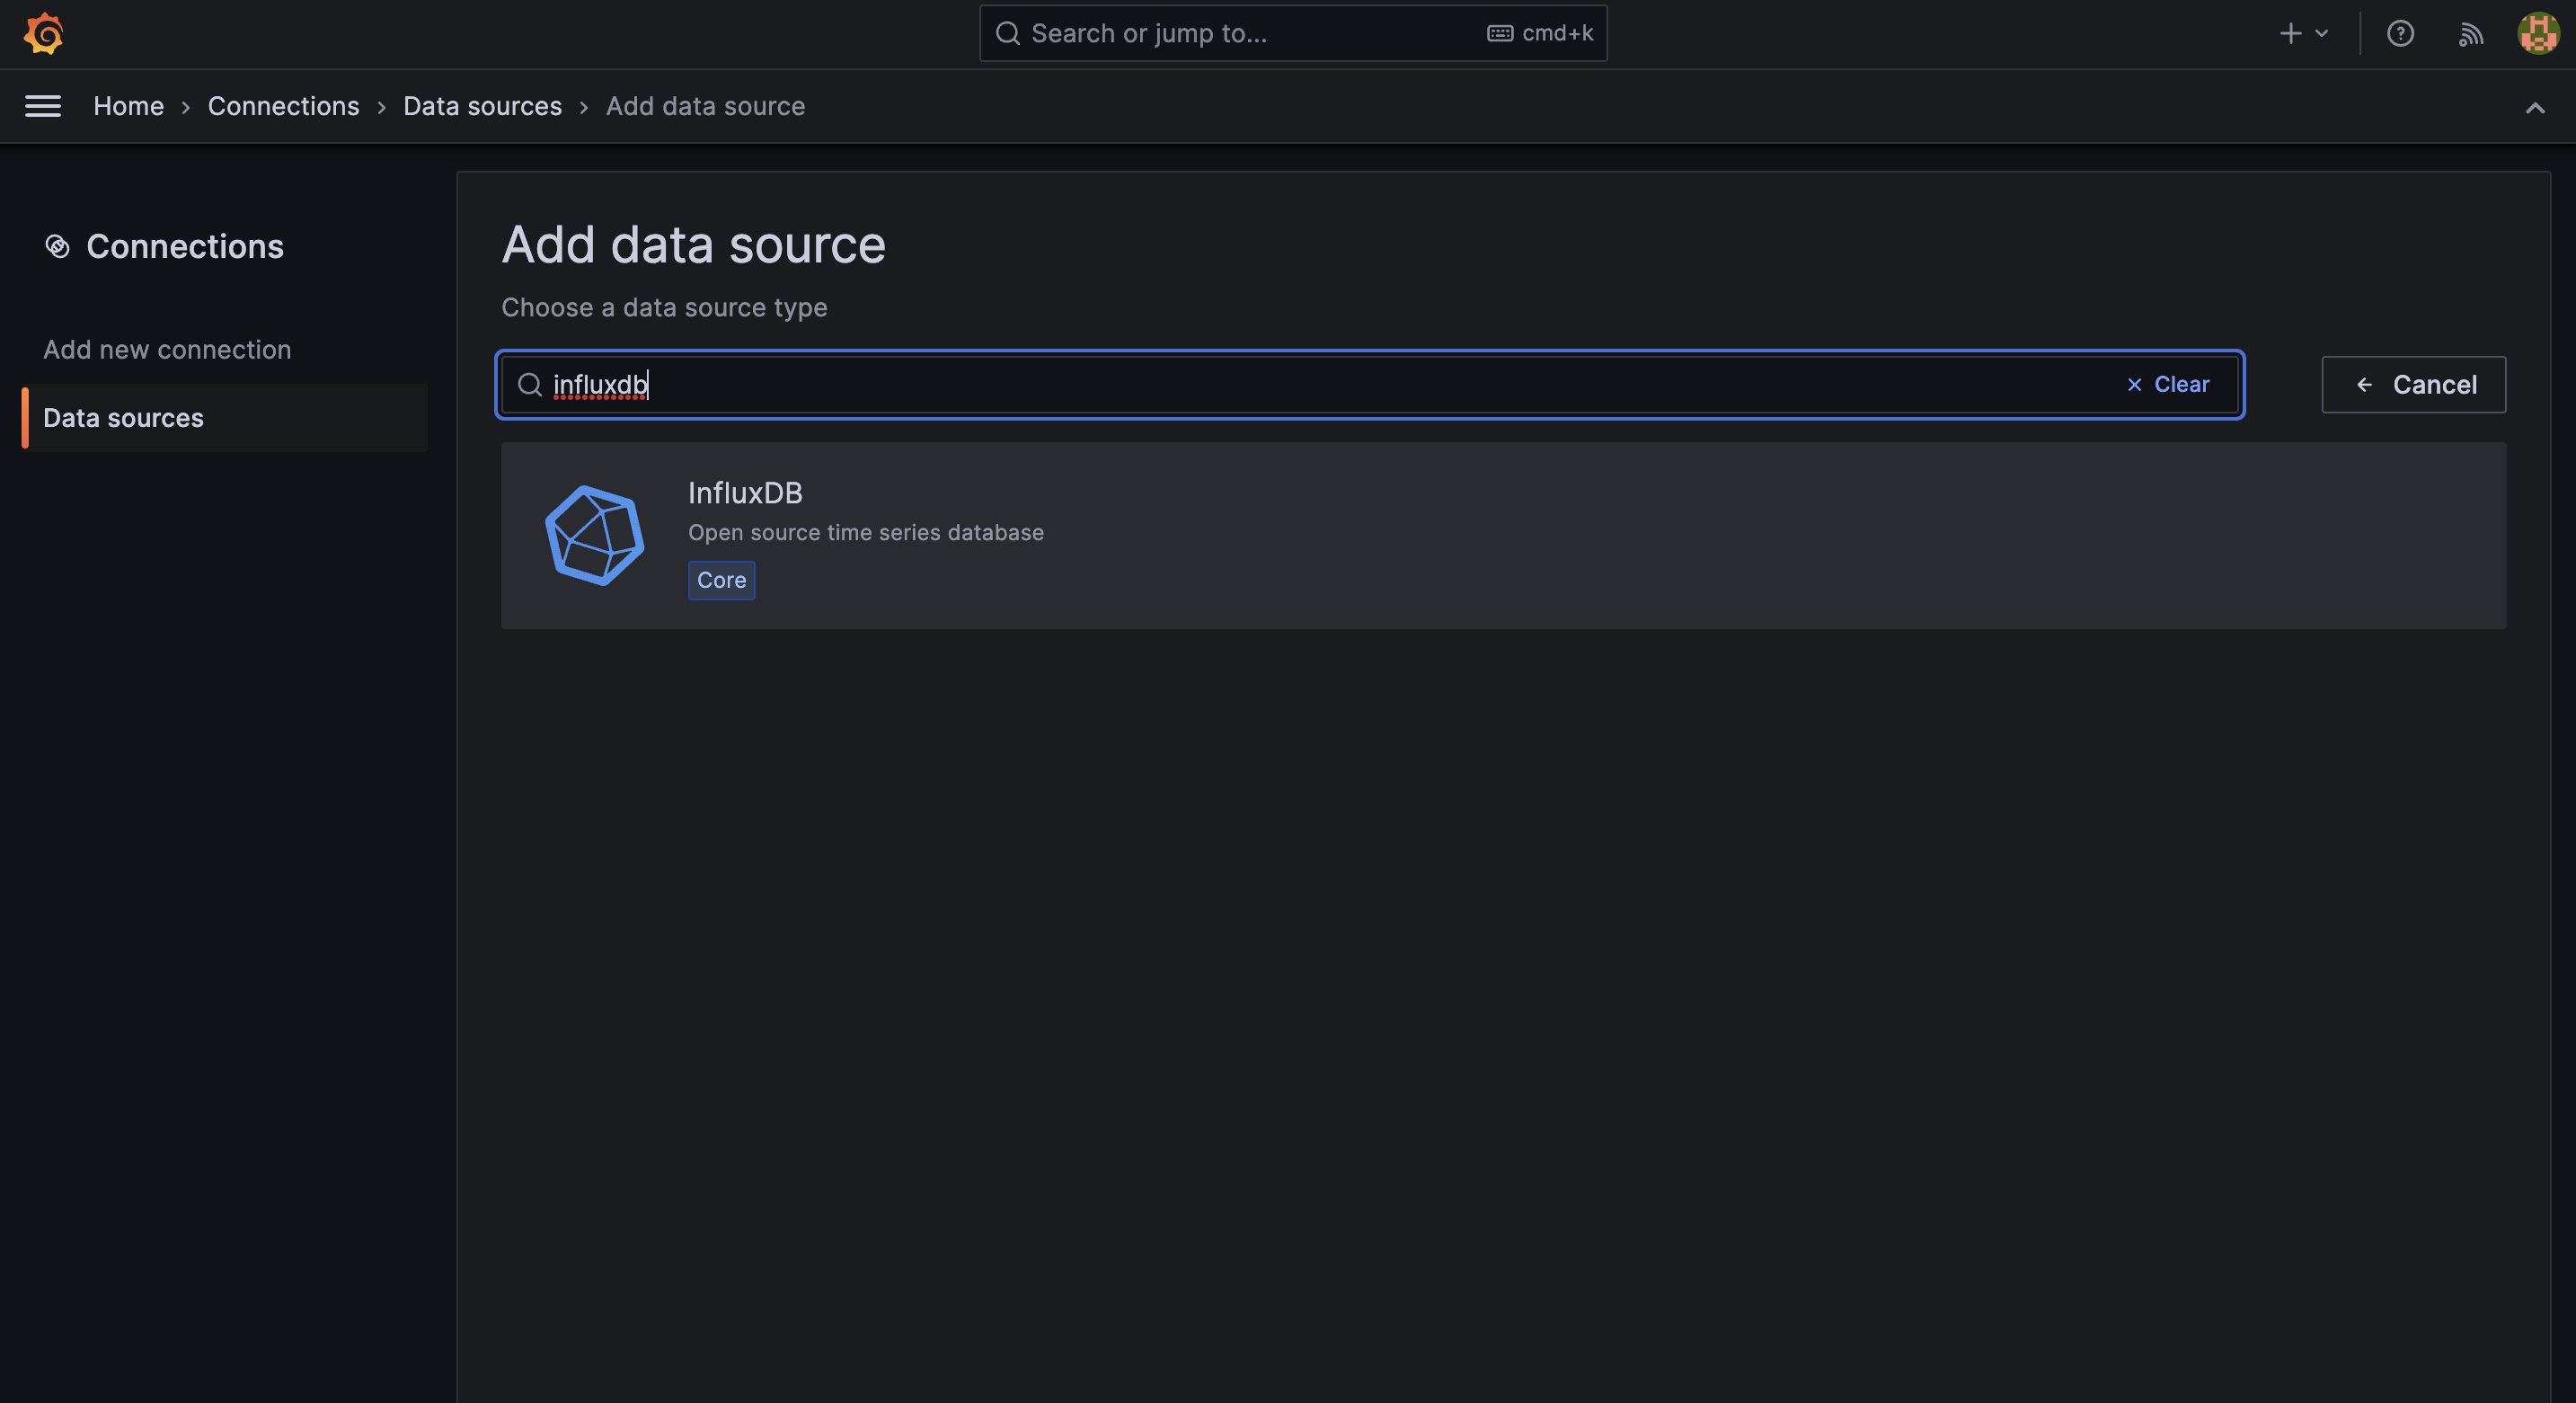 Search or jump to...
cmd+k
Home › Connections › Data sources › Add data source
Connections
Add new connection
Data sources
Add data source
Choose a data source type
influxdb
Clear
Cancel
InfluxDB
Open source time series database
Core